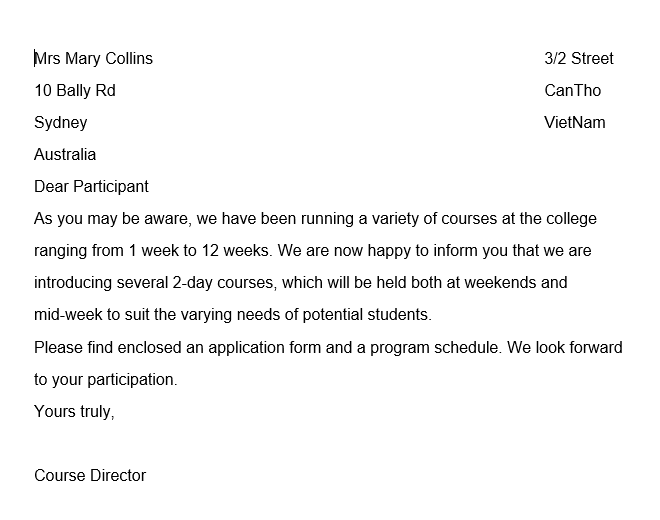 Mrs Mary Collins 3/2 Street
10 Bally Rd CanTho
Sydney VietNam
Australia
Dear Participant
As you may be aware, we have been running a variety of courses at the college
ranging from 1 week to 12 weeks. We are now happy to inform you that we are
introducing several 2-day courses, which will be held both at weekends and
mid-week to suit the varying needs of potential students.
Please find enclosed an application form and a program schedule. We look forward
to your participation.
Yours truly,
Course Director